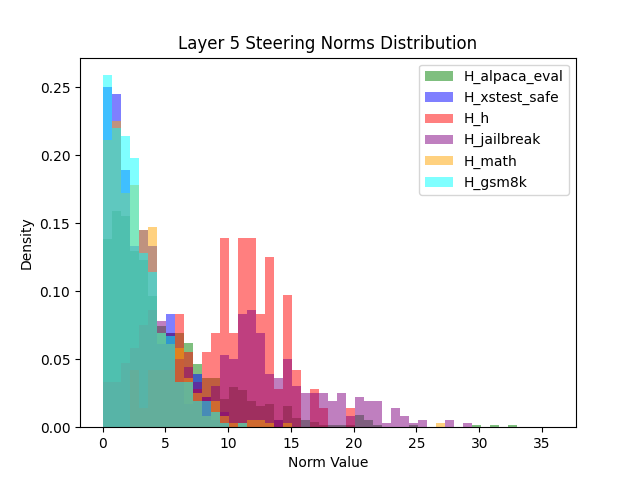 Layer 5 Steering Norms Distribution
H_alpaca_eval
H_xstest_safe
H_h
H_jailbreak
H_math
H_gsm8k
0.25
0.20
0.15
0.10
0.05
0.00
Density
0 5 10 15 20 25 30 35
Norm Value